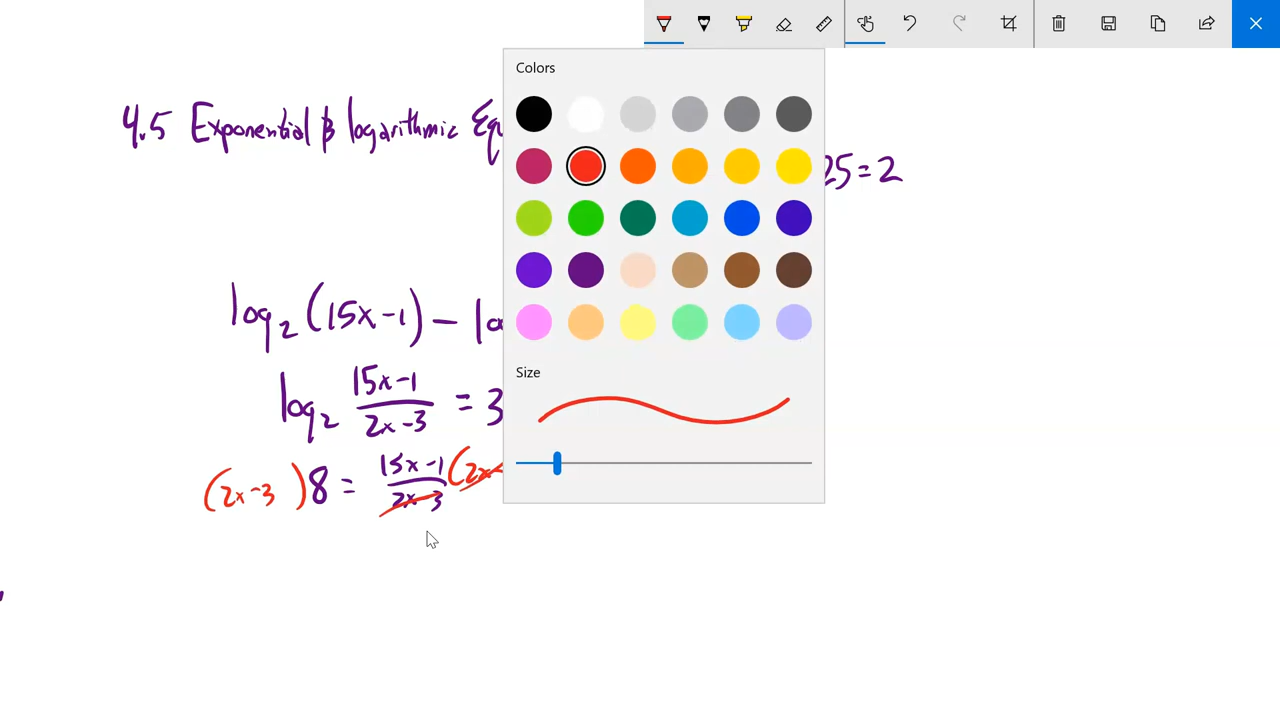 Colors
4.5 Exponential & logarithmic Equ
25 = 2
log₂ (15x-1) - lo
Size
log₂ (15x-1)/(2x-3) = 3
(2x-3)8 = (15x-1)/(2x-3) (2x